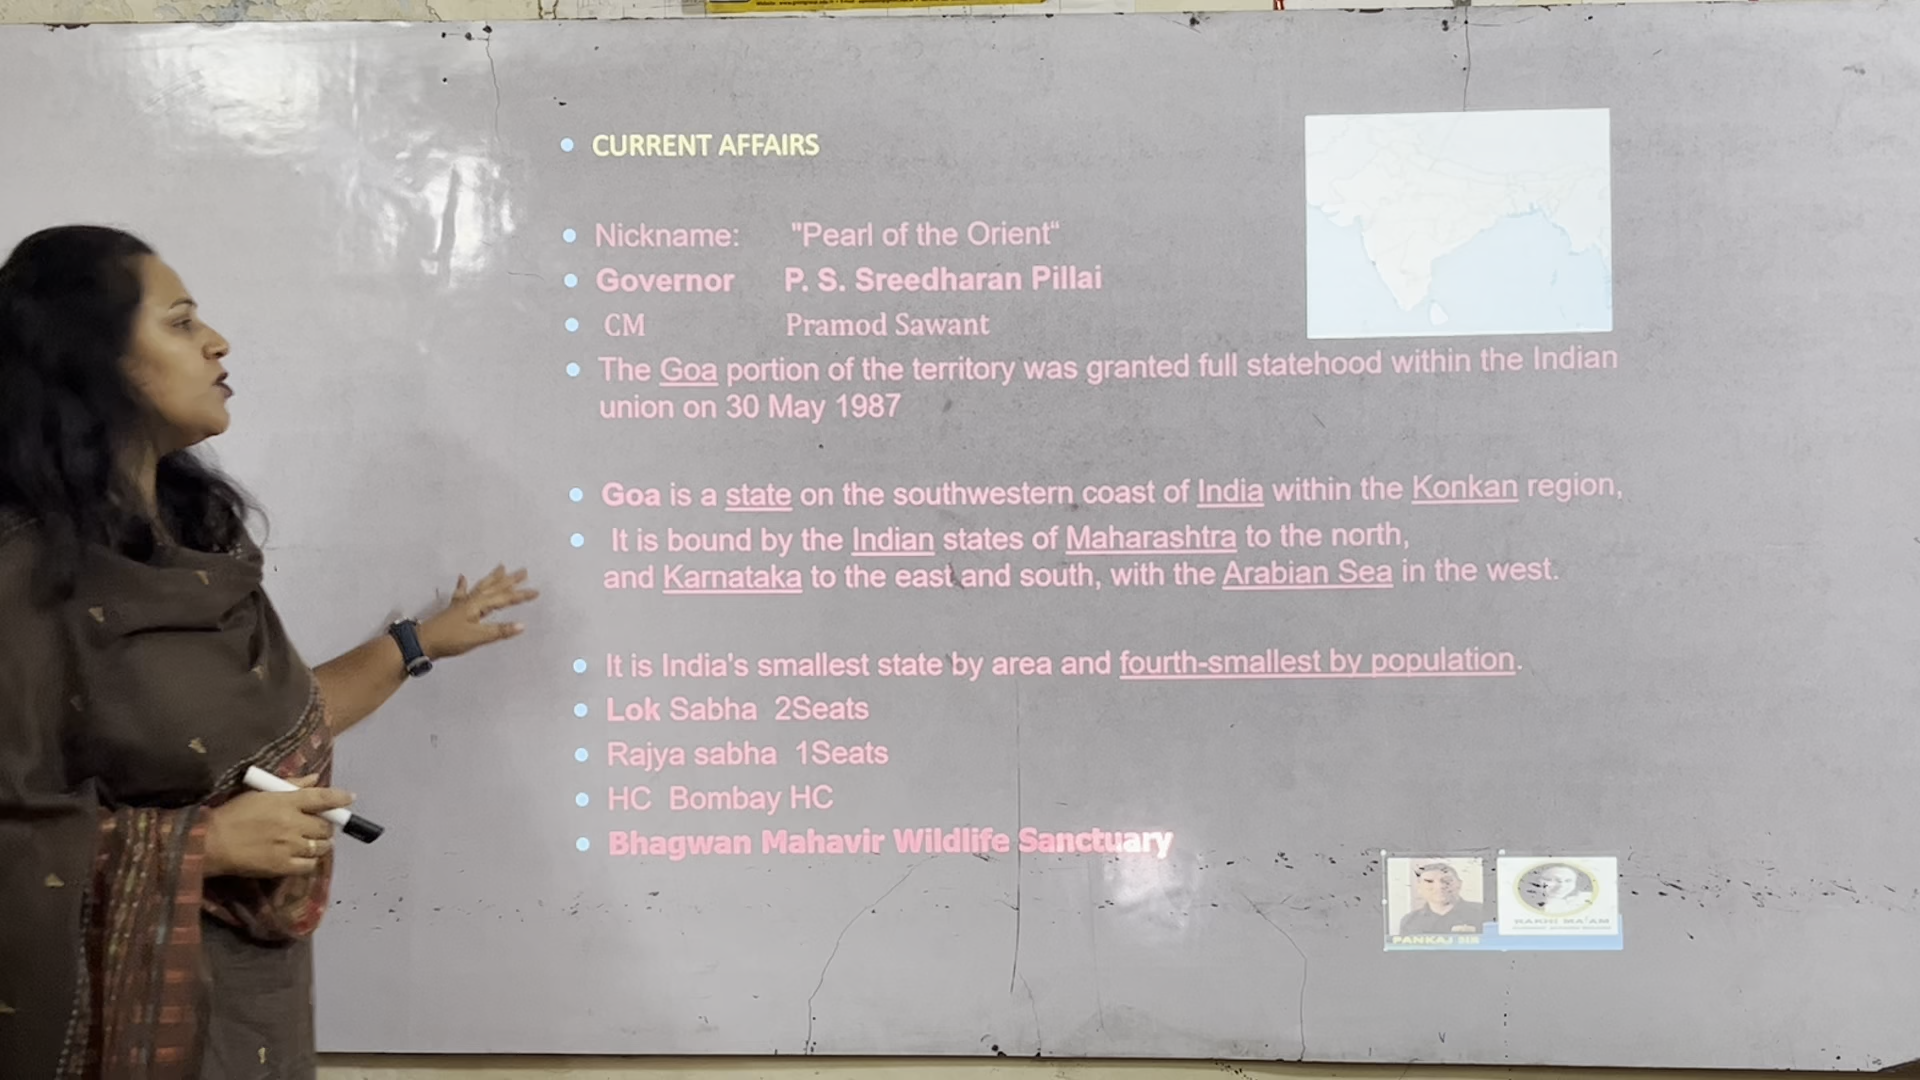 CURRENT AFFAIRS
Nickname: "Pearl of the Orient“
Governor P. S. Sreedharan Pillai
CM Pramod Sawant
The Goa portion of the territory was granted full statehood within the Indian
union on 30 May 1987
Goa is a state on the southwestern coast of India within the Konkan region,
It is bound by the Indian states of Maharashtra to the north,
and Karnataka to the east and south, with the Arabian Sea in the west.
It is India's smallest state by area and fourth-smallest by population.
Lok Sabha 2Seats
Rajya sabha 1Seats
HC Bombay HC
Bhagwan Mahavir Wildlife Sanctuary
RAKHI MA'AM
PANKAJ SIR